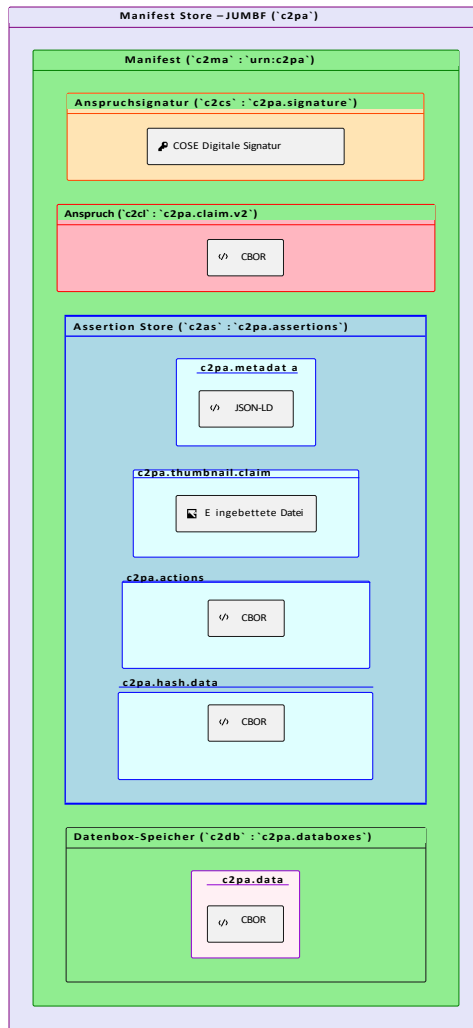 Manifest Store – JUMBF (`c2pa`)
Manifest (`c2ma` :`urn:c2pa`)
Anspruchsignatur (`c2cs` :`c2pa.signature`)
COSE Digitale Signatur
Anspruch (`c2cl` :`c2pa.claim.v2`)
CBOR
Assertion Store (`c2as` :`c2pa.assertions`)
c2pa.metadat a
JSON-LD
c2pa.thumbnail.claim
E ingebettete Datei
c2pa.actions
CBOR
c2pa.hash.data
CBOR
Datenbox-Speicher (`c2db` :`c2pa.databoxes`)
c2pa.data
CBOR